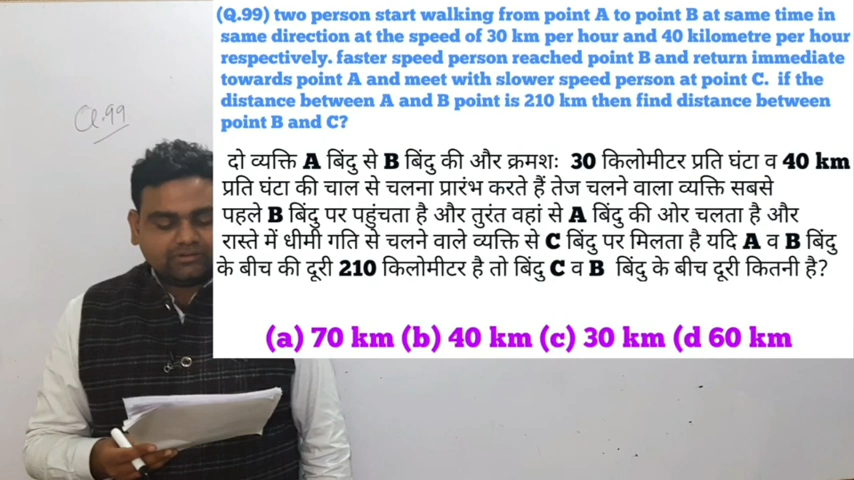 (Q.99) two person start walking from point A to point B at same time in
same direction at the speed of 30 km per hour and 40 kilometre per hour
respectively. faster speed person reached point B and return immediate
towards point A and meet with slower speed person at point C. if the
distance between A and B point is 210 km then find distance between
point B and C?
Q.99
दो व्यक्ति A बिंदु से B बिंदु की और क्रमशः 30 किलोमीटर प्रति घंटा व 40 km
प्रति घंटा की चाल से चलना प्रारंभ करते हैं तेज चलने वाला व्यक्ति सबसे
पहले B बिंदु पर पहुंचता है और तुरंत वहां से A बिंदु की ओर चलता है और
रास्ते में धीमी गति से चलने वाले व्यक्ति से C बिंदु पर मिलता है यदि A व B बिंदु
के बीच की दूरी 210 किलोमीटर है तो बिंदु C व B बिंदु के बीच दूरी कितनी है?
(a) 70 km (b) 40 km (c) 30 km (d 60 km